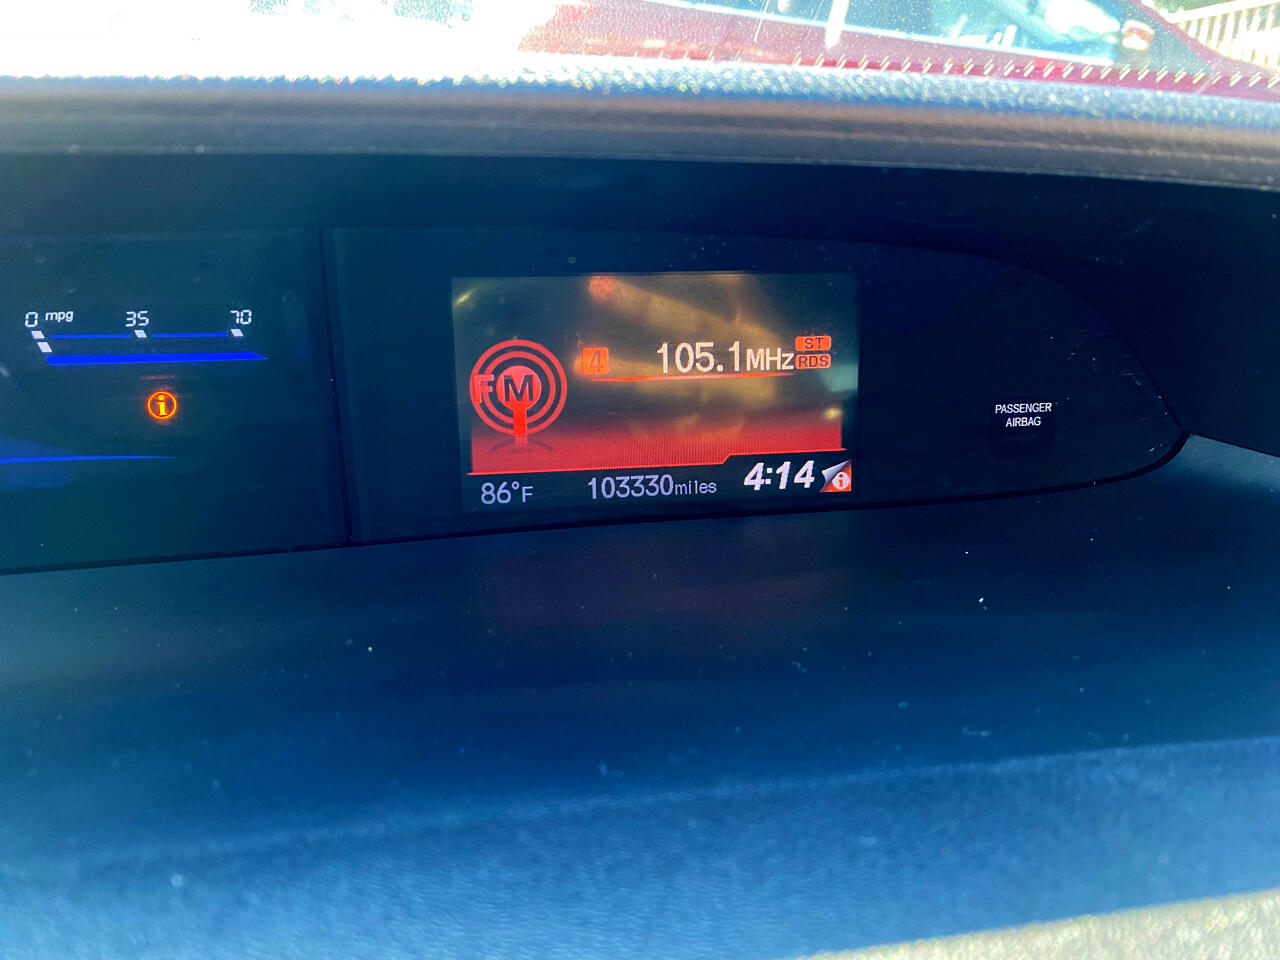 0 mpg 35 70
i
FM
4 105.1MHz ST
RDS
86°F 103330miles 4:14 i
PASSENGER
AIRBAG